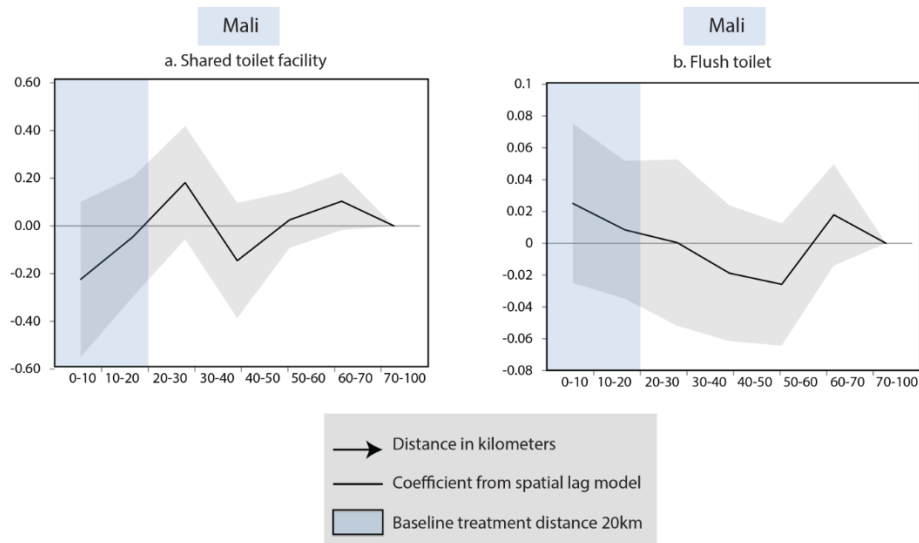 Mali
a. Shared toilet facility
0.60
0.40
0.20
0.00
-0.20
-0.40
-0.60
0-10 10-20 20-30 30-40 40-50 50-60 60-70 70-100
Mali
b. Flush toilet
0.1
0.08
0.06
0.04
0.02
0
-0.02
-0.04
-0.06
-0.08
0-10 10-20 20-30 30-40 40-50 50-60 60-70 70-100
Distance in kilometers
Coefficient from spatial lag model
Baseline treatment distance 20km